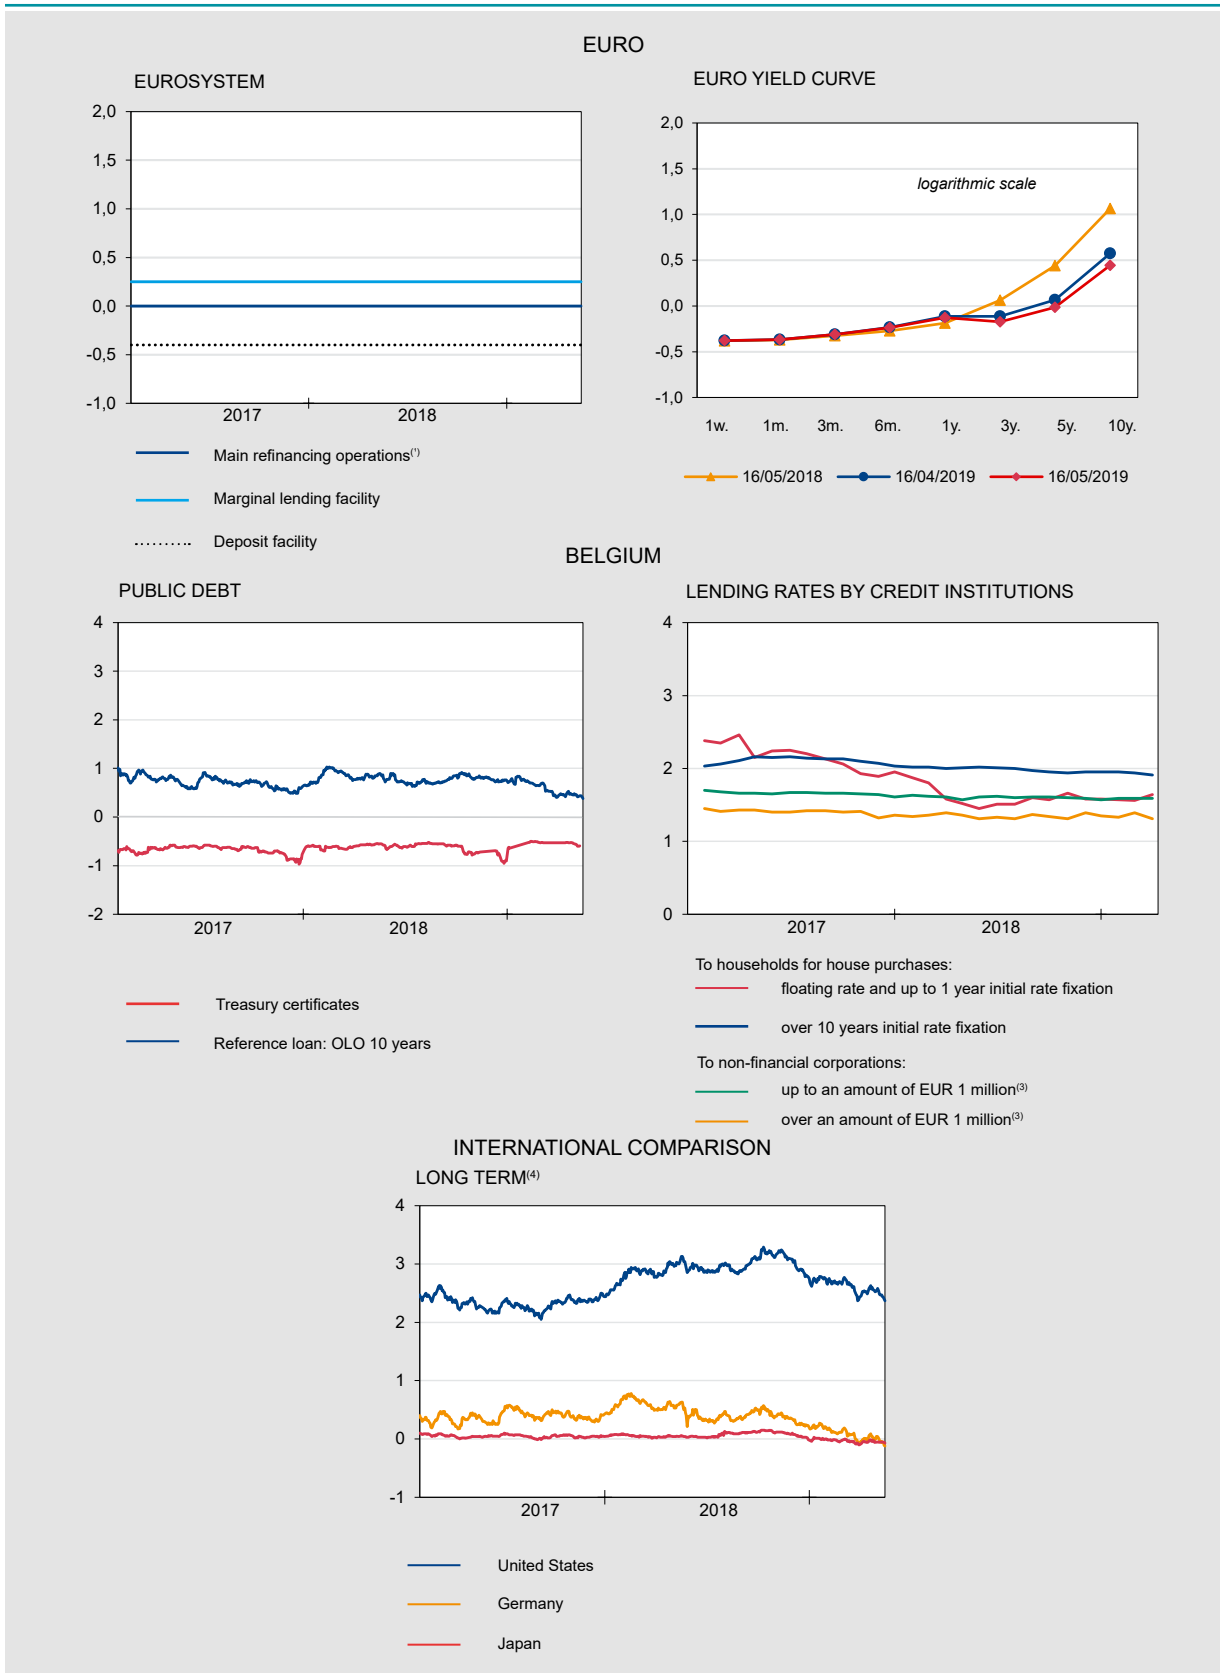 EURO
EUROSYSTEM
2,0
1,5
1,0
0,5
0,0
-0,5
-1,0
2017 2018
Main refinancing operations(¹)
Marginal lending facility
Deposit facility
EURO YIELD CURVE
2,0
1,5
1,0
0,5
0,0
-0,5
-1,0
logarithmic scale
1w. 1m. 3m. 6m. 1y. 3y. 5y. 10y.
16/05/2018 16/04/2019 16/05/2019
BELGIUM
PUBLIC DEBT
4
3
2
1
0
-1
-2
2017 2018
Treasury certificates
Reference loan: OLO 10 years
LENDING RATES BY CREDIT INSTITUTIONS
4
3
2
1
0
2017 2018
To households for house purchases:
floating rate and up to 1 year initial rate fixation
over 10 years initial rate fixation
To non-financial corporations:
up to an amount of EUR 1 million(3)
over an amount of EUR 1 million(3)
INTERNATIONAL COMPARISON
LONG TERM(4)
4
3
2
1
0
-1
2017 2018
United States
Germany
Japan